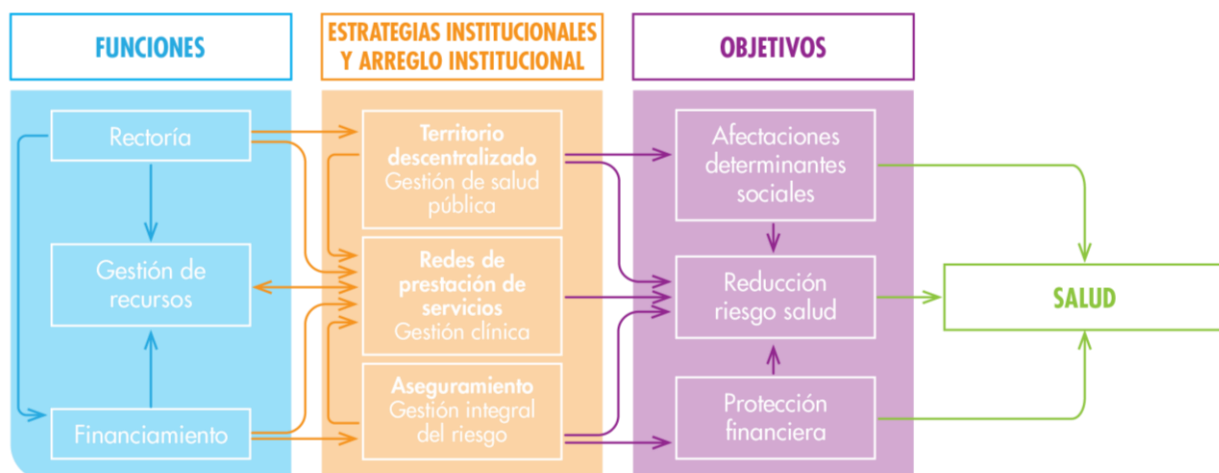 FUNCIONES
ESTRATEGIAS INSTITUCIONALES
Y ARREGLO INSTITUCIONAL
OBJETIVOS
Rectoría
Gestión de
recursos
Financiamiento
Territorio
descentralizado
Gestión de salud
pública
Redes de
prestación de
servicios
Gestión clínica
Aseguramiento
Gestión integral
del riesgo
Afectaciones
determinantes
sociales
Reducción
riesgo salud
Protección
financiera
SALUD